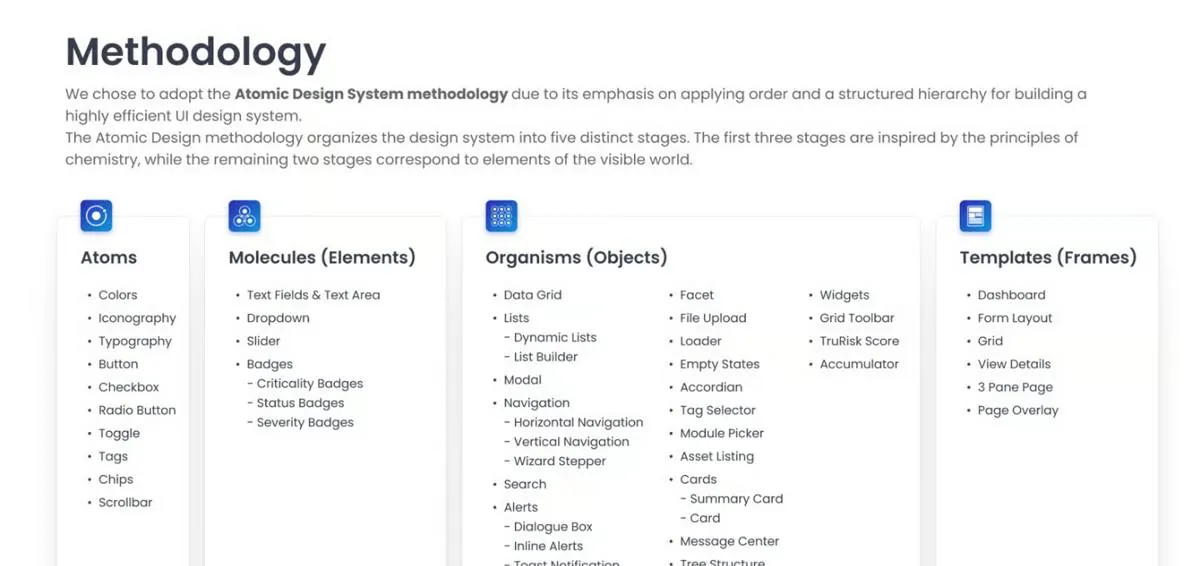 Methodology
We chose to adopt the Atomic Design System methodology due to its emphasis on applying order and a structured hierarchy for building a
highly efficient UI design system.
The Atomic Design methodology organizes the design system into five distinct stages. The first three stages are inspired by the principles of
chemistry, while the remaining two stages correspond to elements of the visible world.
Atoms
• Colors
• Iconography
• Typography
• Button
• Checkbox
• Radio Button
• Toggle
• Tags
• Chips
• Scrollbar
Molecules (Elements)
• Text Fields & Text Area
• Dropdown
• Slider
• Badges
- Criticality Badges
- Status Badges
- Severity Badges
Organisms (Objects)
• Data Grid
• Lists
- Dynamic Lists
- List Builder
• Modal
• Navigation
- Horizontal Navigation
- Vertical Navigation
- Wizard Stepper
• Search
• Alerts
- Dialogue Box
- Inline Alerts
- Toast Notification
• Facet
• File Upload
• Loader
• Empty States
• Accordian
• Tag Selector
• Module Picker
• Asset Listing
• Cards
- Summary Card
- Card
• Message Center
• Tree Structure
• Widgets
• Grid Toolbar
• TruRisk Score
• Accumulator
Templates (Frames)
• Dashboard
• Form Layout
• Grid
• View Details
• 3 Pane Page
• Page Overlay